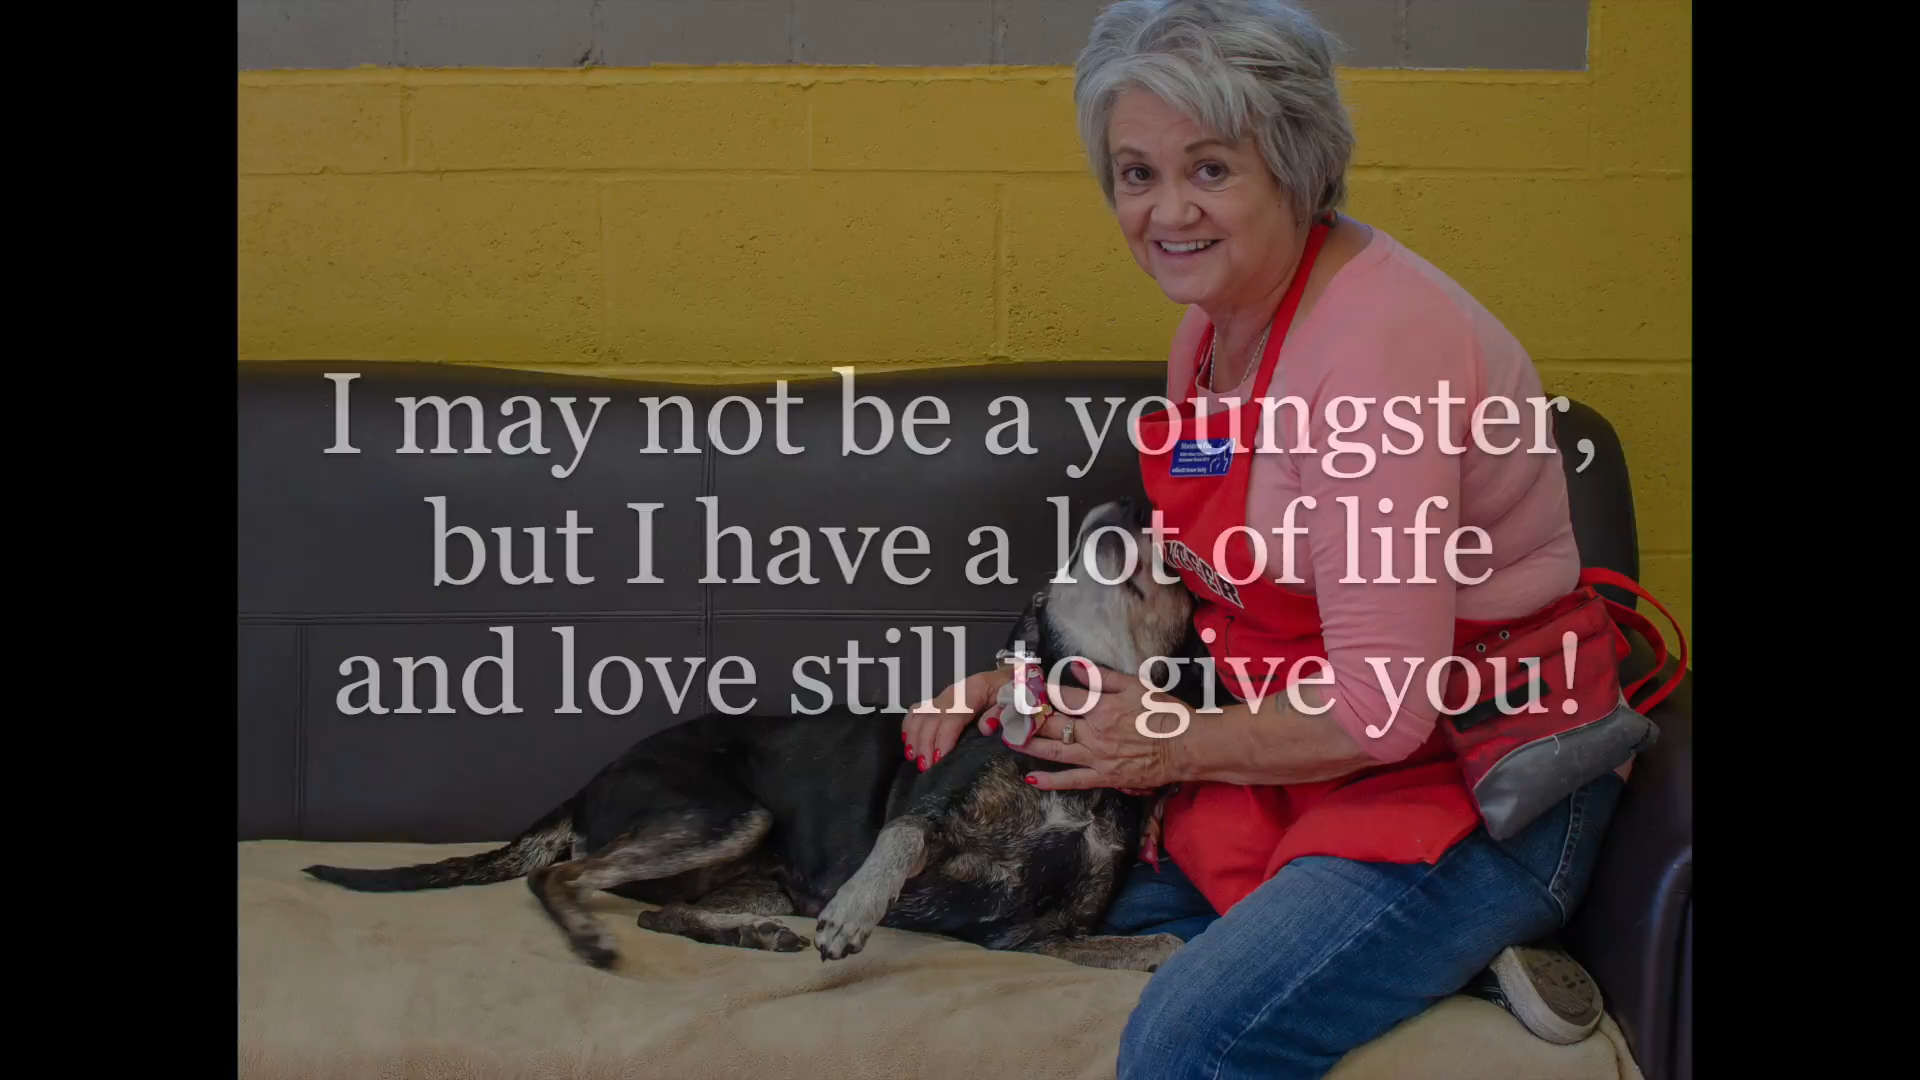 I may not be a youngster,
but I have a lot of life
and love still to give you!